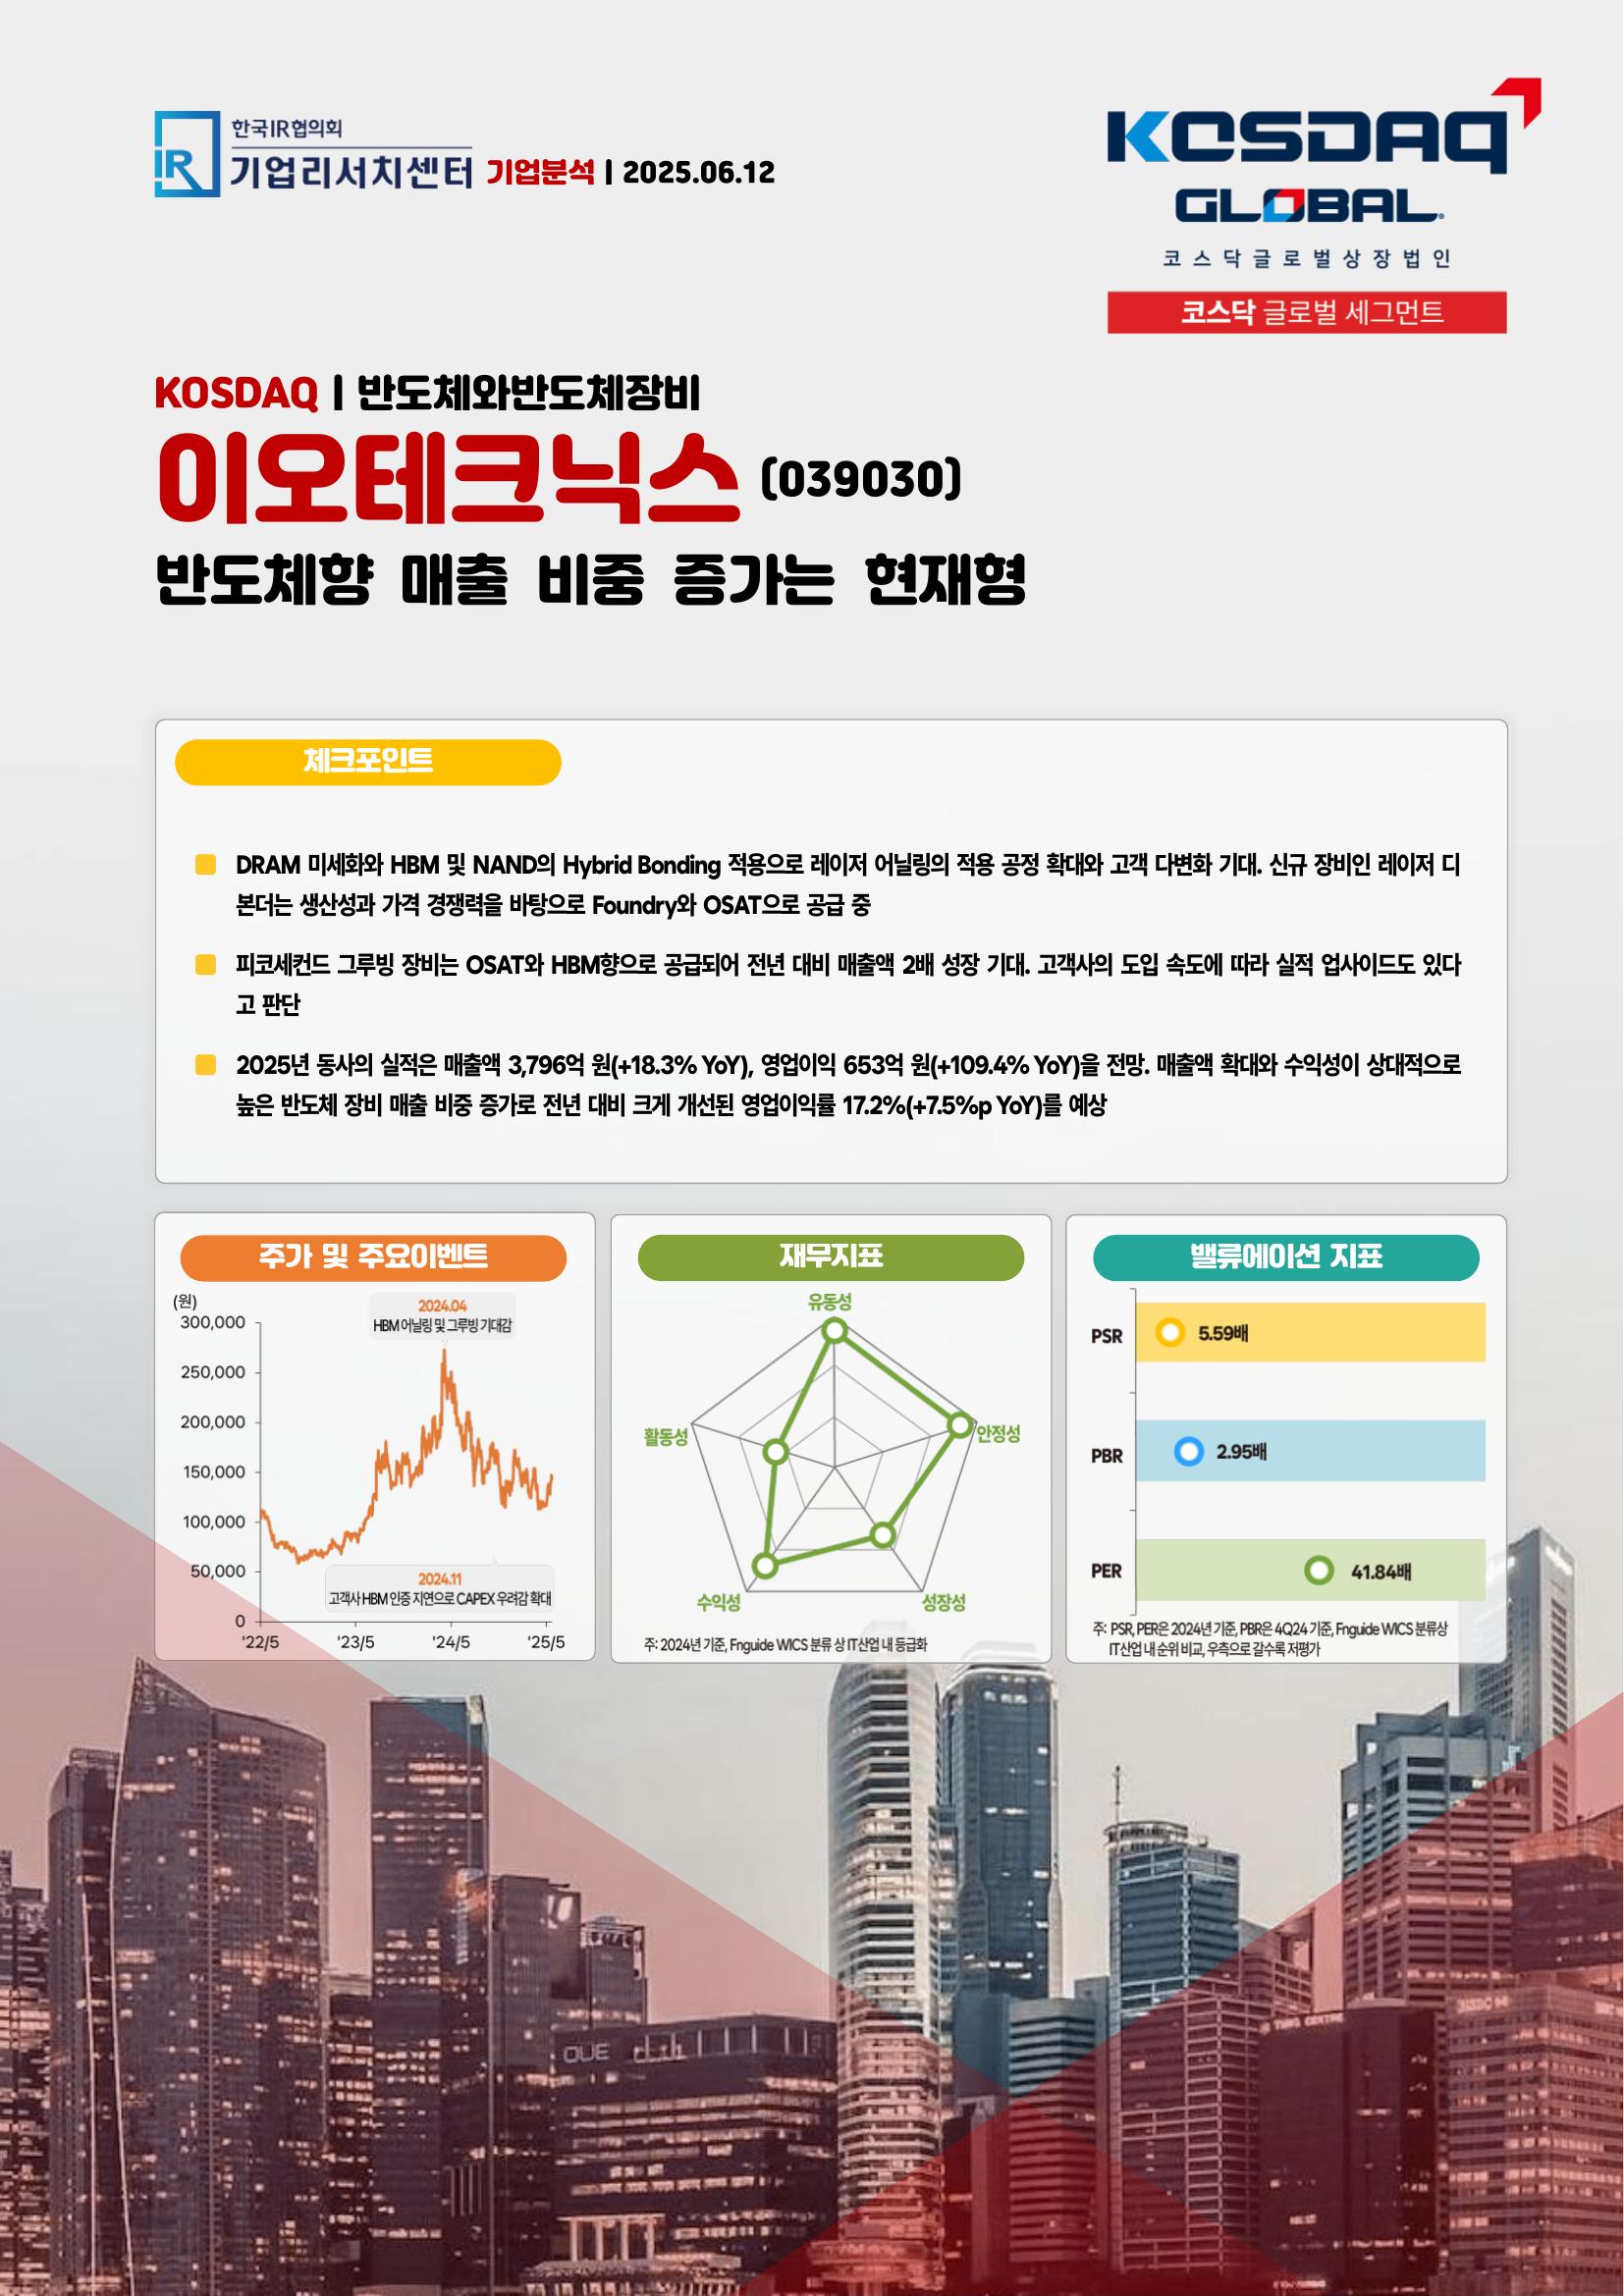 한국IR협의회
IR
기업리서치센터 기업분석 | 2025.06.12
KOSDAQ
GLOBAL
코스닥글로벌상장법인
코스닥 글로벌 세그먼트
KOSDAQ | 반도체와반도체장비
이오테크닉스 (039030)
반도체향 매출 비중 증가는 현재형
체크포인트
DRAM 미세화와 HBM 및 NAND의 Hybrid Bonding 적용으로 레이저 어닐링의 적용 공정 확대와 고객 다변화 기대. 신규 장비인 레이저 디
본더는 생산성과 가격 경쟁력을 바탕으로 Foundry와 OSAT으로 공급 중
피코세컨드 그루빙 장비는 OSAT와 HBM향으로 공급되어 전년 대비 매출액 2배 성장 기대. 고객사의 도입 속도에 따라 실적 업사이드도 있다
고 판단
2025년 동사의 실적은 매출액 3,796억 원(+18.3% YoY), 영업이익 653억 원(+109.4% YoY)을 전망. 매출액 확대와 수익성이 상대적으로
높은 반도체 장비 매출 비중 증가로 전년 대비 크게 개선된 영업이익률 17.2%(+7.5%p YoY)를 예상
주가 및 주요이벤트
(원)
300,000
250,000
200,000
150,000
100,000
50,000
0
'22/5 '23/5 '24/5 '25/5
2024.04
HBM 어닐링 및 그루빙 기대감
2024.11
고객사 HBM 인증 지연으로 CAPEX 우려감 확대
재무지표
유동성
안정성
성장성
수익성
활동성
주: 2024년 기준, Fnguide WICS 분류 상 IT산업 내 등급화
밸류에이션 지표
PSR 5.59배
PBR 2.95배
PER 41.84배
주: PSR, PER은 2024년 기준, PBR은 4Q24 기준, Fnguide WICS 분류상
IT산업 내 순위 비교, 우측으로 갈수록 저평가
OUE